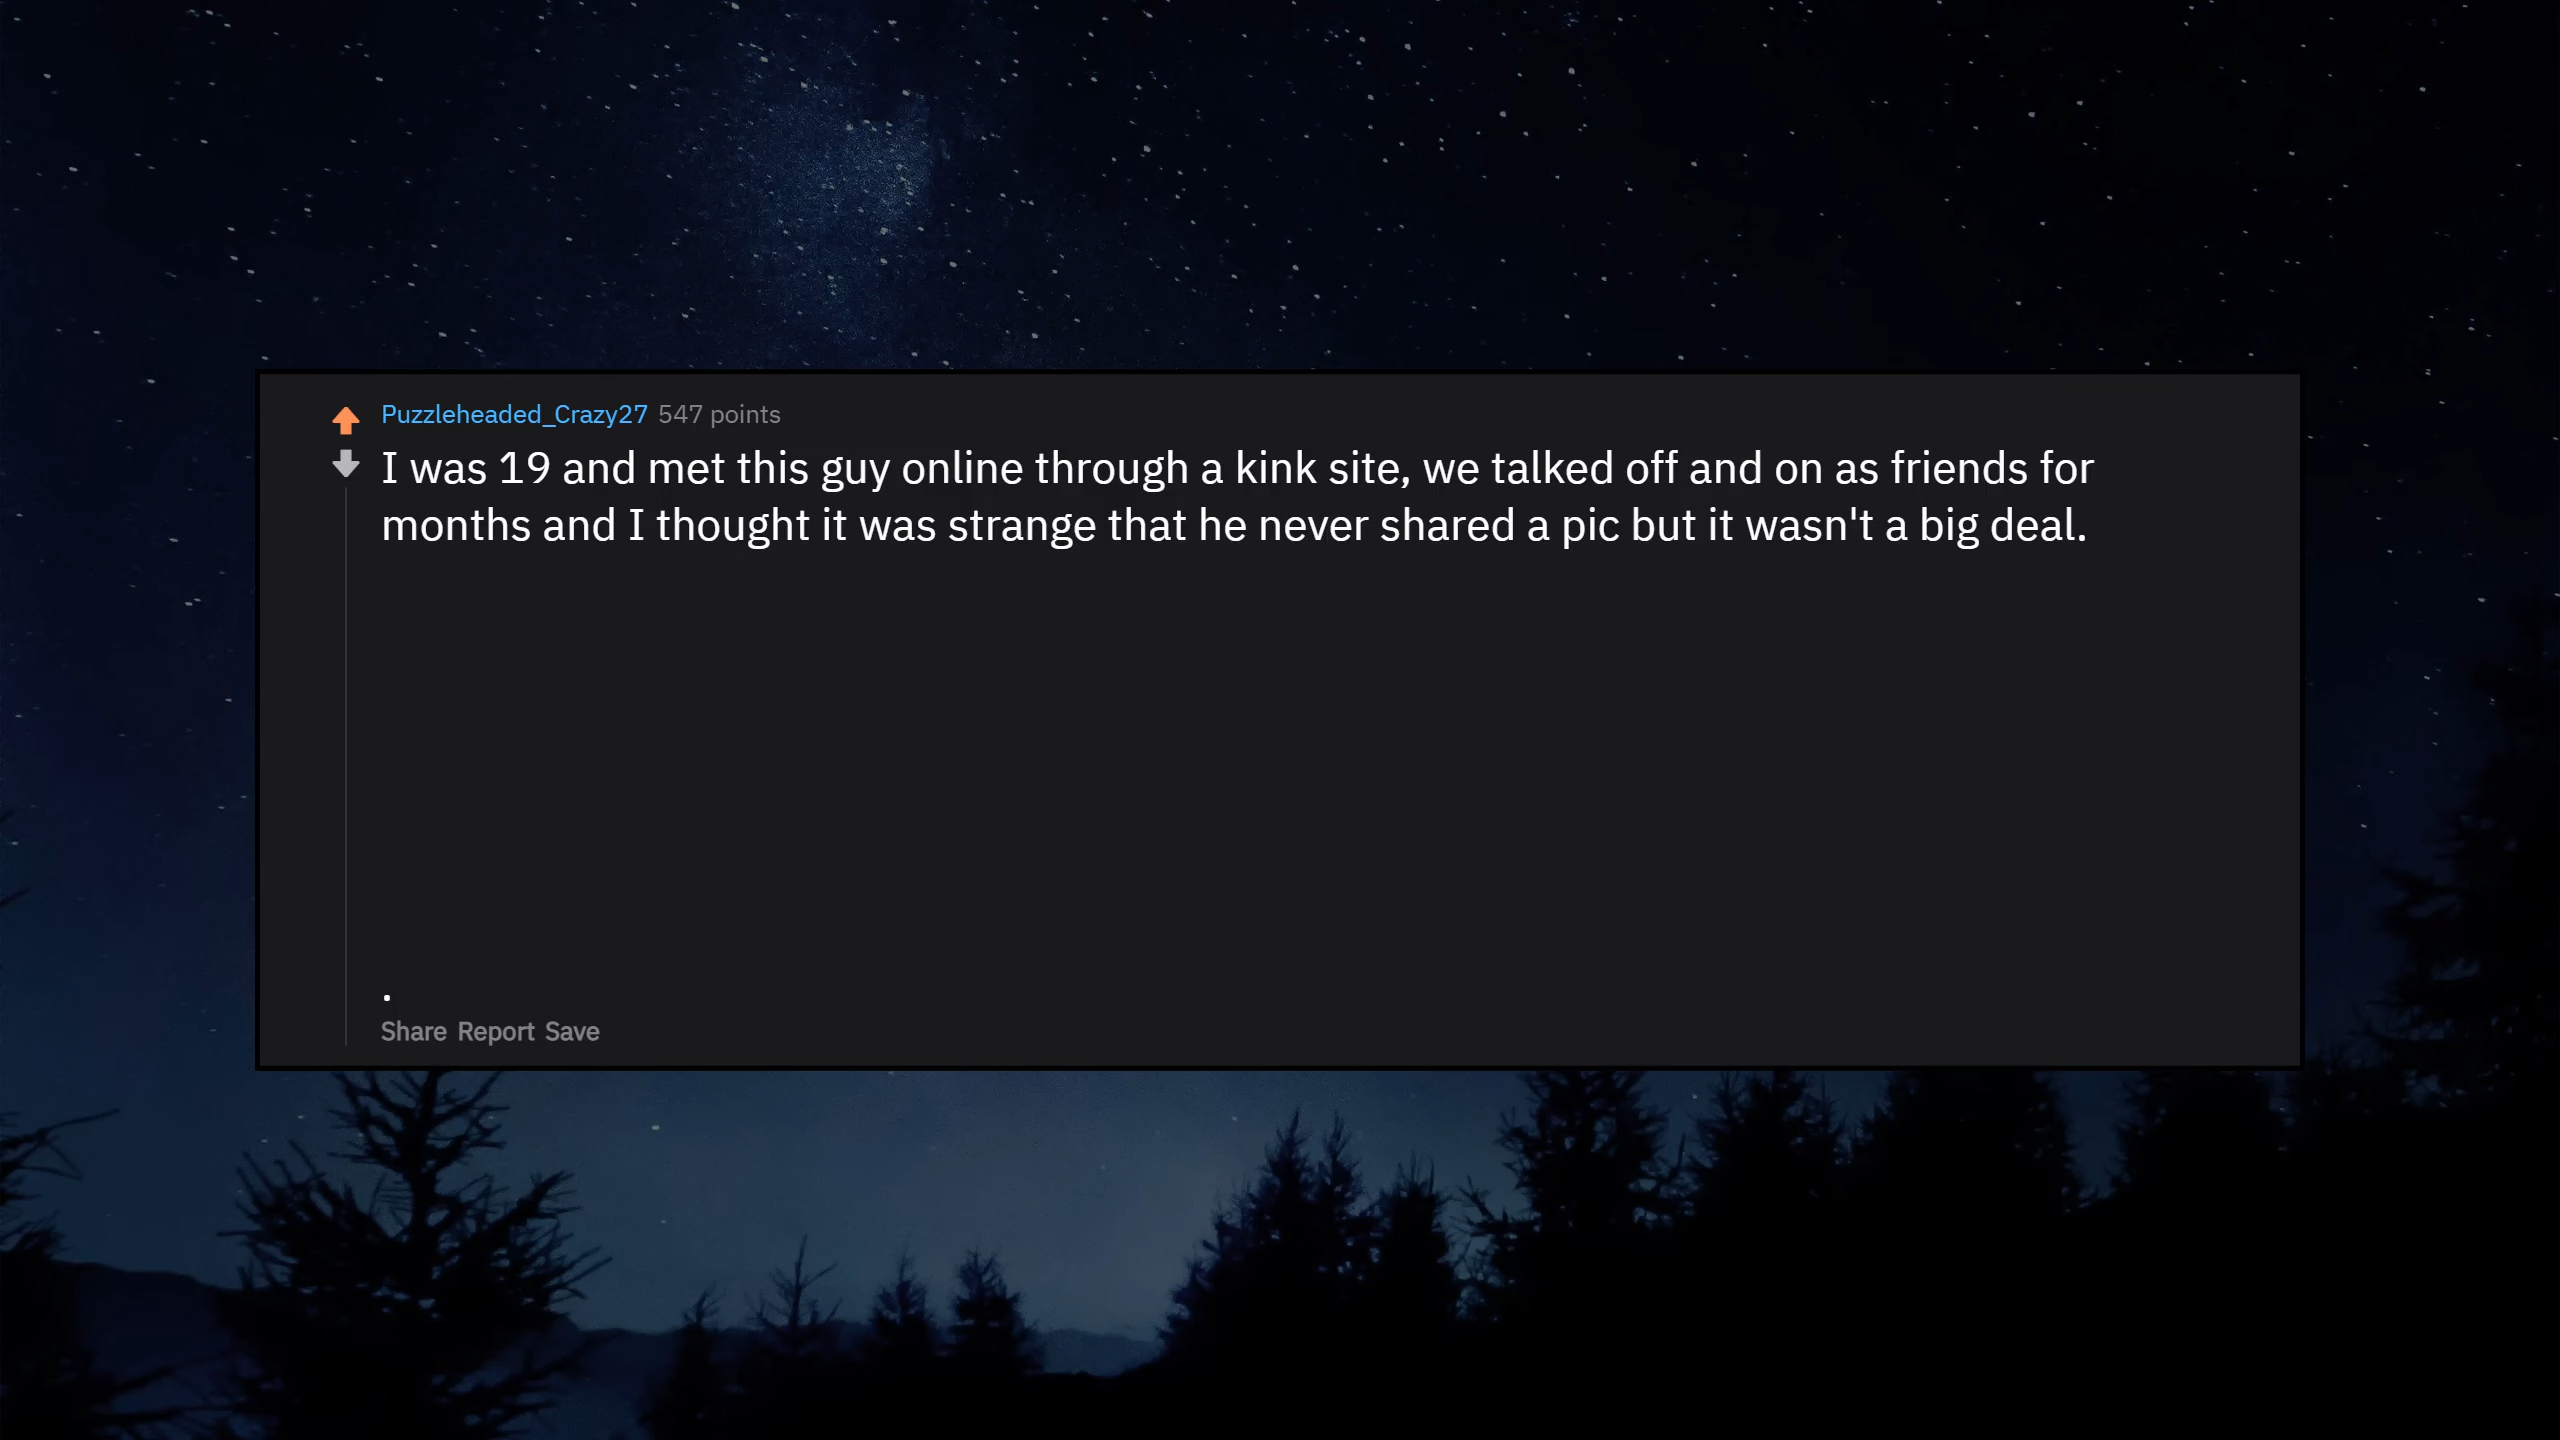 Puzzleheaded_Crazy27 547 points
I was 19 and met this guy online through a kink site, we talked off and on as friends for
months and I thought it was strange that he never shared a pic but it wasn't a big deal.
.
Share Report Save